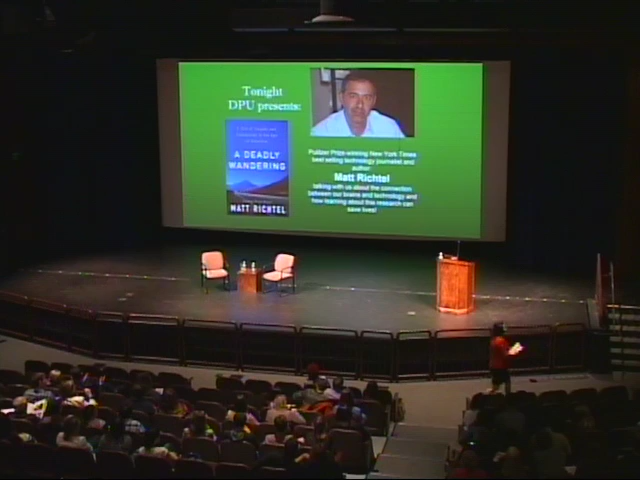 Tonight
DPU presents:
A DEADLY
WANDERING
MATT RICHTEL
Pulitzer Prize-winning New York Times
best selling technology journalist and
author
Matt Richtel
talking with us about the connection
between our brains and technology and
how learning about this research can
save lives!